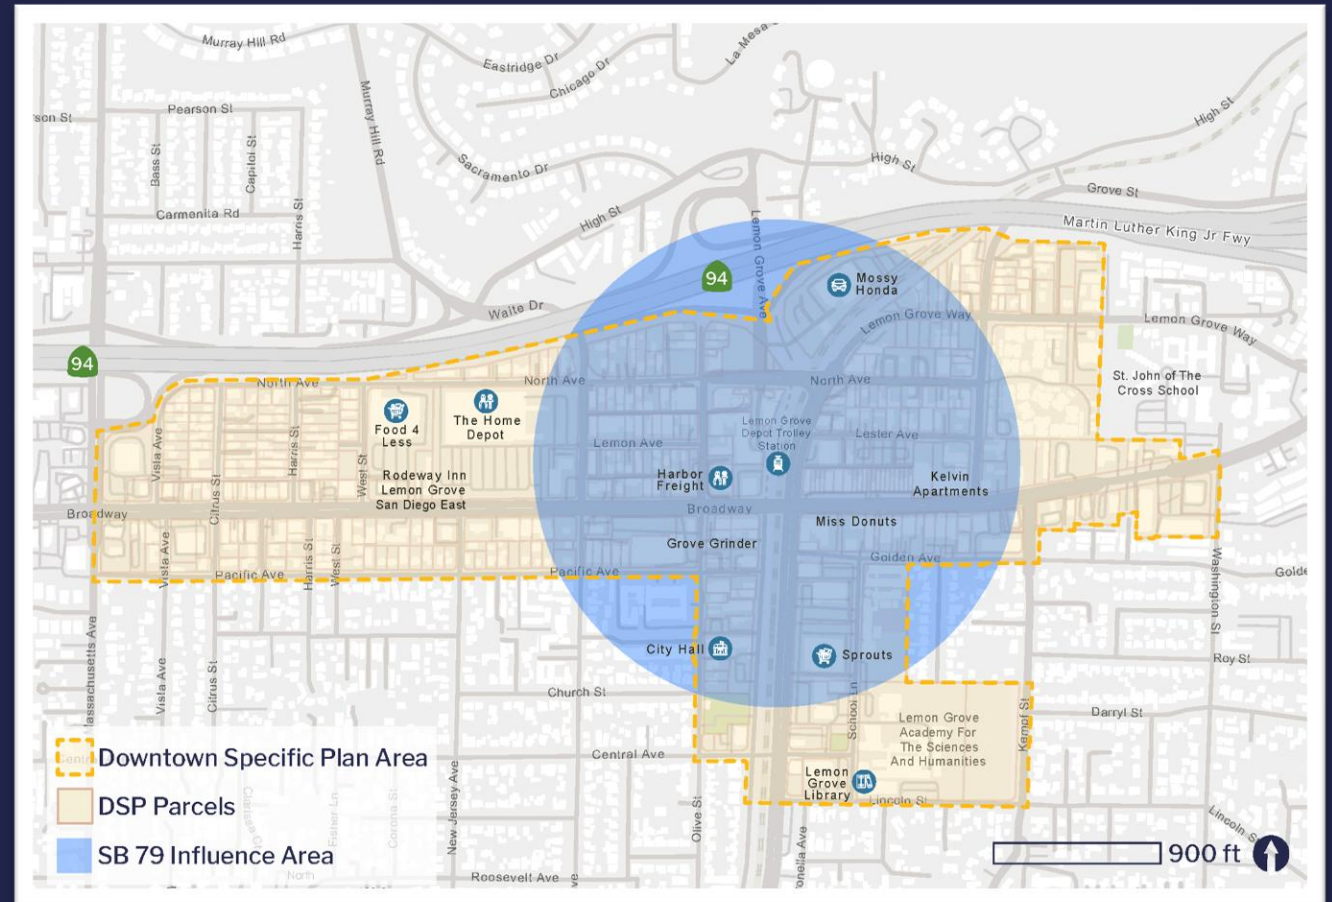 Murray Hill Rd
Eastridge Dr
Chicago Dr
Pearson St
son St
Murray Hill Rd
Bass St
Capitol St
High St
Sacramento Dr
High St
Grove St
Carmenita Rd
Harris St
High St
Lemon Grove Ave
Martin Luther King Jr Fwy
94
Mossy
Honda
Waite Dr
Lemon Grove Way
Lemon Grove Way
94
North Ave
North Ave
North Ave
St. John of The
Cross School
Food 4
Less
The Home
Depot
Lemon Grove
Depot Trolley
Station
Vista Ave
Harris St
Lemon Ave
Lester Ave
West St
Citrus St
Rodeway Inn
Lemon Grove
San Diego East
Harbor
Freight
Kelvin
Apartments
Broadway
Broadway
Miss Donuts
Grove Grinder
Golden Ave
Vista Ave
Harris St
West St
Pacific Ave
Pacific Ave
Washington St
City Hall
Sprouts
Roy St
Vista Ave
Citrus St
Church St
School Ln
Kempf St
Darryl St
Central Ave
Lemon Grove
Academy For
The Sciences
And Humanities
Downtown Specific Plan Area
Lemon
Grove
Library
Lincoln St
DSP Parcels
New Jersey Ave
Olive St
Lincoln S
SB 79 Influence Area
900 ft
North
Roosevelt Ave